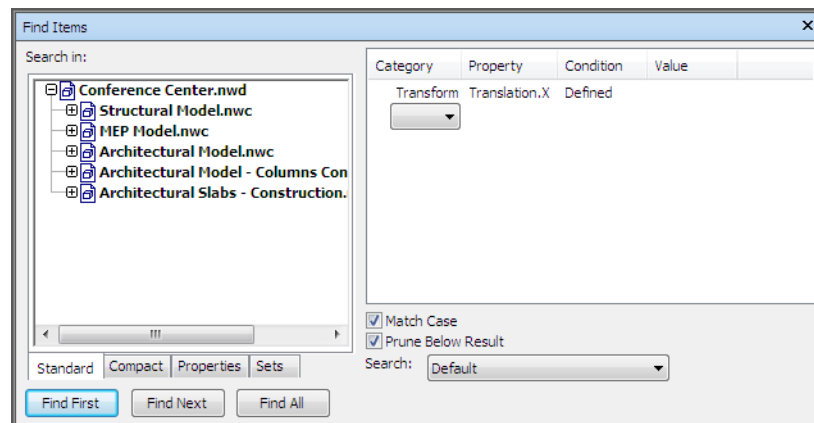 Find Items
Search in:
Conference Center.nwd
Structural Model.nwc
MEP Model.nwc
Architectural Model.nwc
Architectural Model - Columns Con
Architectural Slabs - Construction.
Standard Compact Properties Sets
Find First Find Next Find All
Category Property Condition Value
Transform Translation.X Defined
Match Case
Prune Below Result
Search: Default